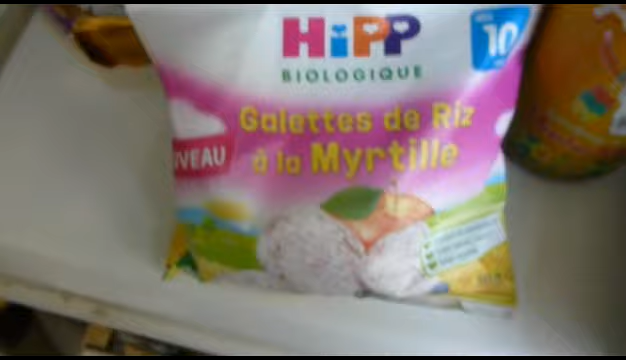 HiPP
BIOLOGIQUE
10
Galettes de Riz
à la Myrtille
VEAU